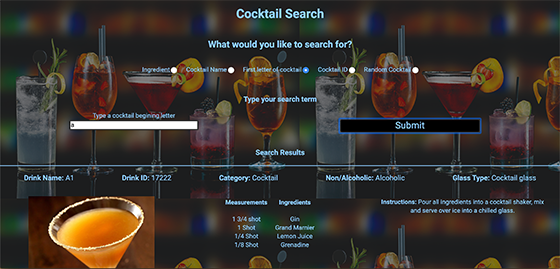 Cocktail Search
What would you like to search for?
Ingredient Cocktail Name First letter of cocktail Cocktail ID Random Cocktail
Type your search term
Type a cocktail begining letter
a
Submit
Search Results
Drink Name: A1 Drink ID: 17222 Category: Cocktail Non/Alcoholic: Alcoholic Glass Type: Cocktail glass
Measurements Ingredients
1 3/4 shot Gin
1 Shot Grand Marnier
1/4 Shot Lemon Juice
1/8 Shot Grenadine
Instructions: Pour all ingredients into a cocktail shaker, mix
and serve over ice into a chilled glass.